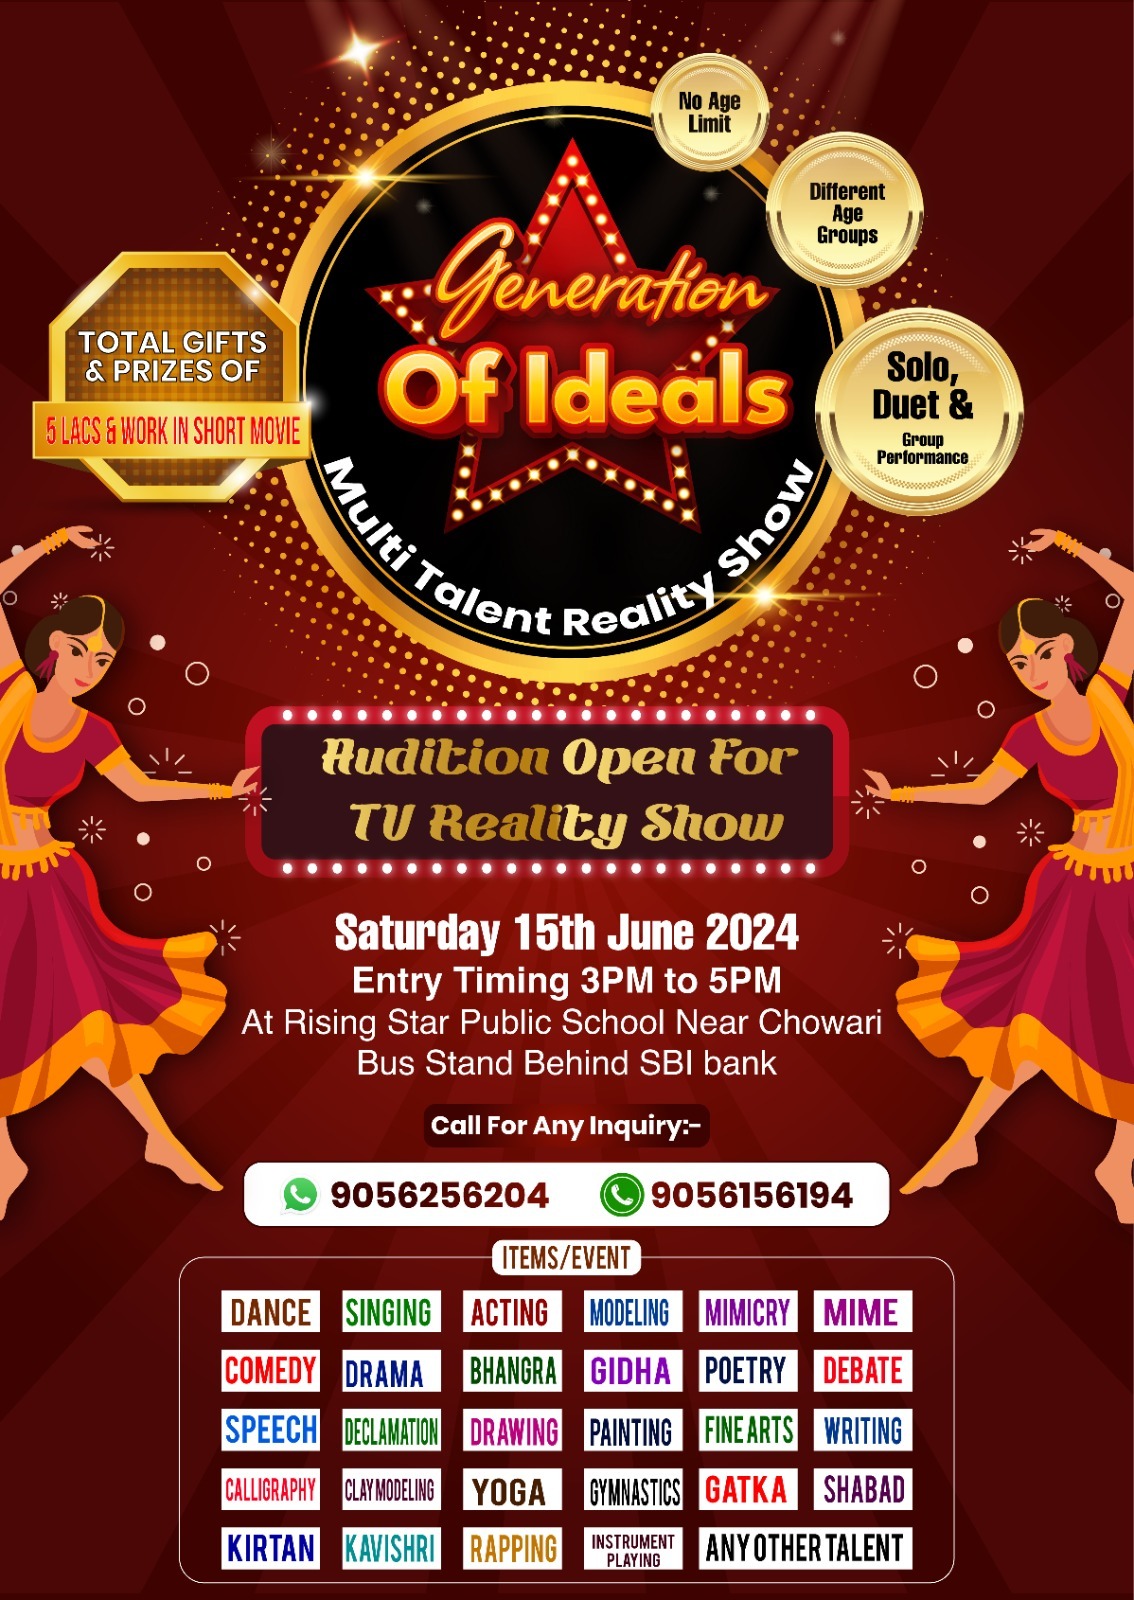 No Age
Limit
Different
Age
Groups
Generation
Of Ideals
TOTAL GIFTS
& PRIZES OF
5 LACS & WORK IN SHORT MOVIE
Solo,
Duet &
Group
Performance
Multi Talent Reality Show
Audition Open For
TV Reality Show
Saturday 15th June 2024
Entry Timing 3PM to 5PM
At Rising Star Public School Near Chowari
Bus Stand Behind SBI bank
Call For Any Inquiry:-
9056256204 9056156194
ITEMS/EVENT
DANCE SINGING ACTING MODELING MIMICRY MIME
COMEDY DRAMA BHANGRA GIDHA POETRY DEBATE
SPEECH DECLAMATION DRAWING PAINTING FINE ARTS WRITING
CALLIGRAPHY CLAY MODELING YOGA GYMNASTICS GATKA SHABAD
KIRTAN KAVISHRI RAPPING INSTRUMENT PLAYING ANY OTHER TALENT